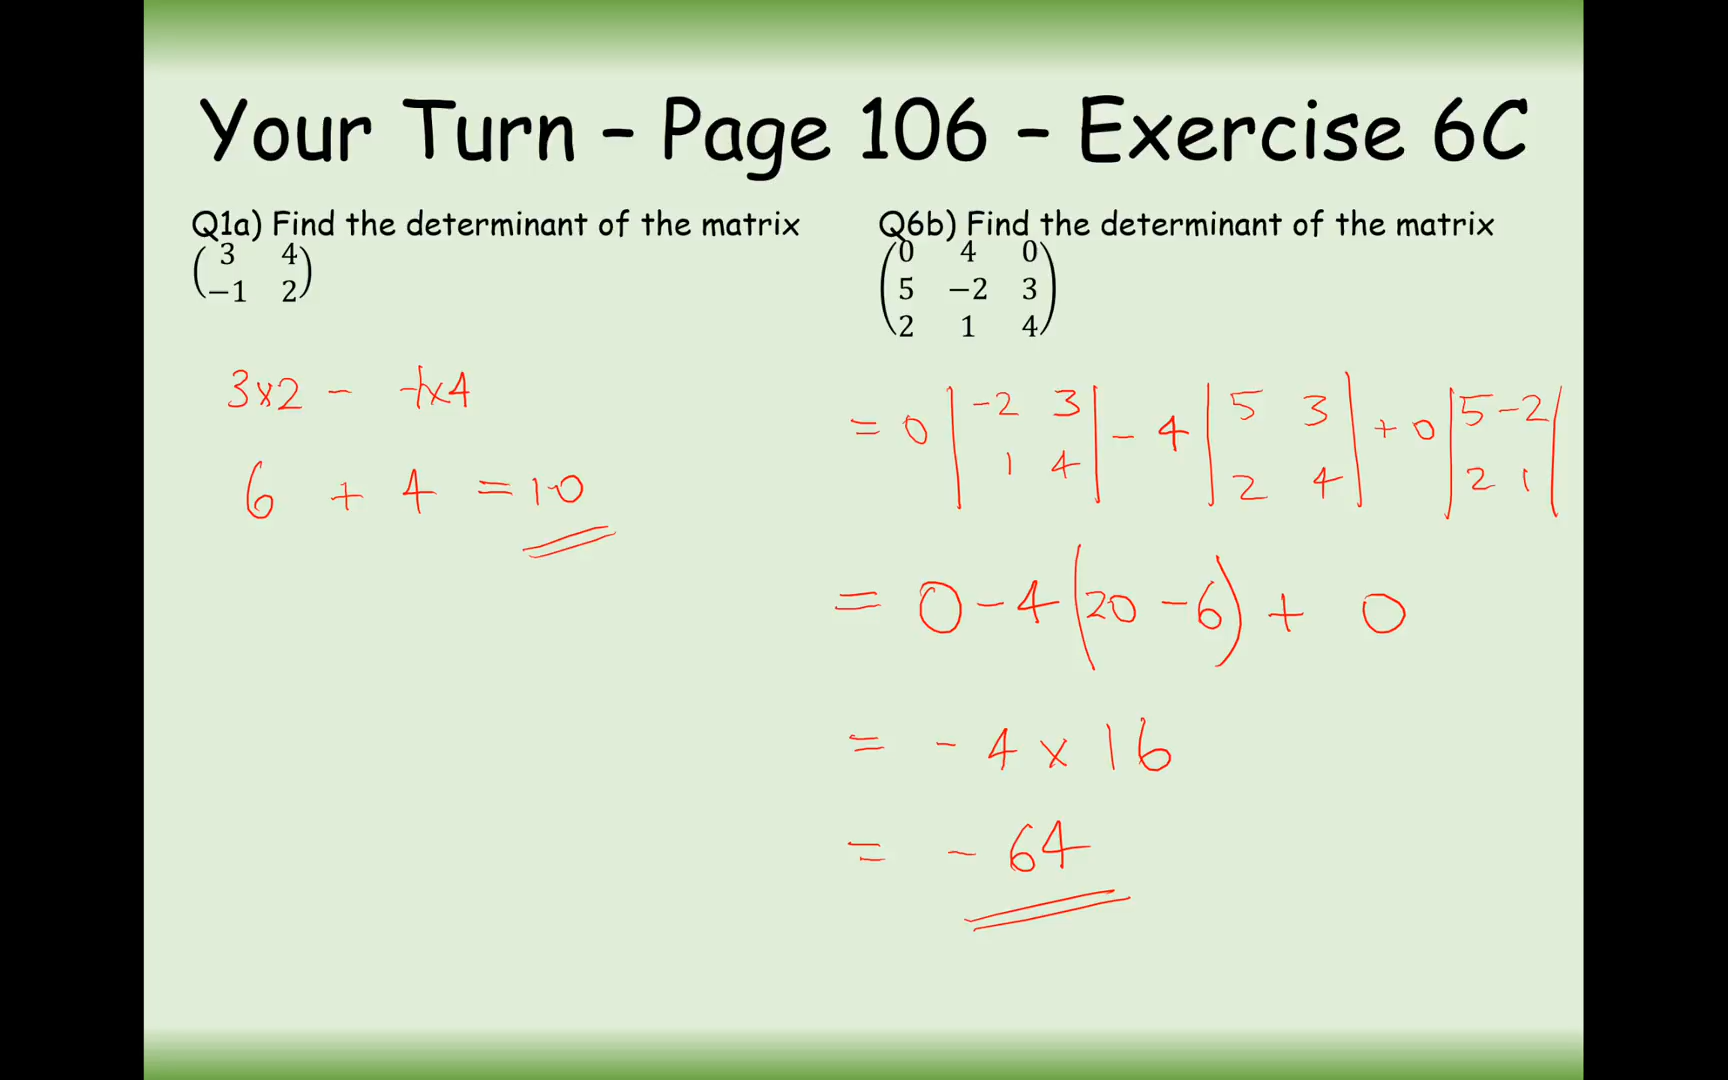 Your Turn – Page 106 – Exercise 6C
Q1a) Find the determinant of the matrix
3 4
−1 2
3x2 - -1x4
6 + 4 = 10
Q6b) Find the determinant of the matrix
0 4 0
5 −2 3
2 1 4
= 0 | -2 3 | - 4 | 5 3 | + 0 | 5 -2 |
1 4 2 4 2 1
= 0 - 4 (20 - 6) + 0
= - 4 x 16
= - 64